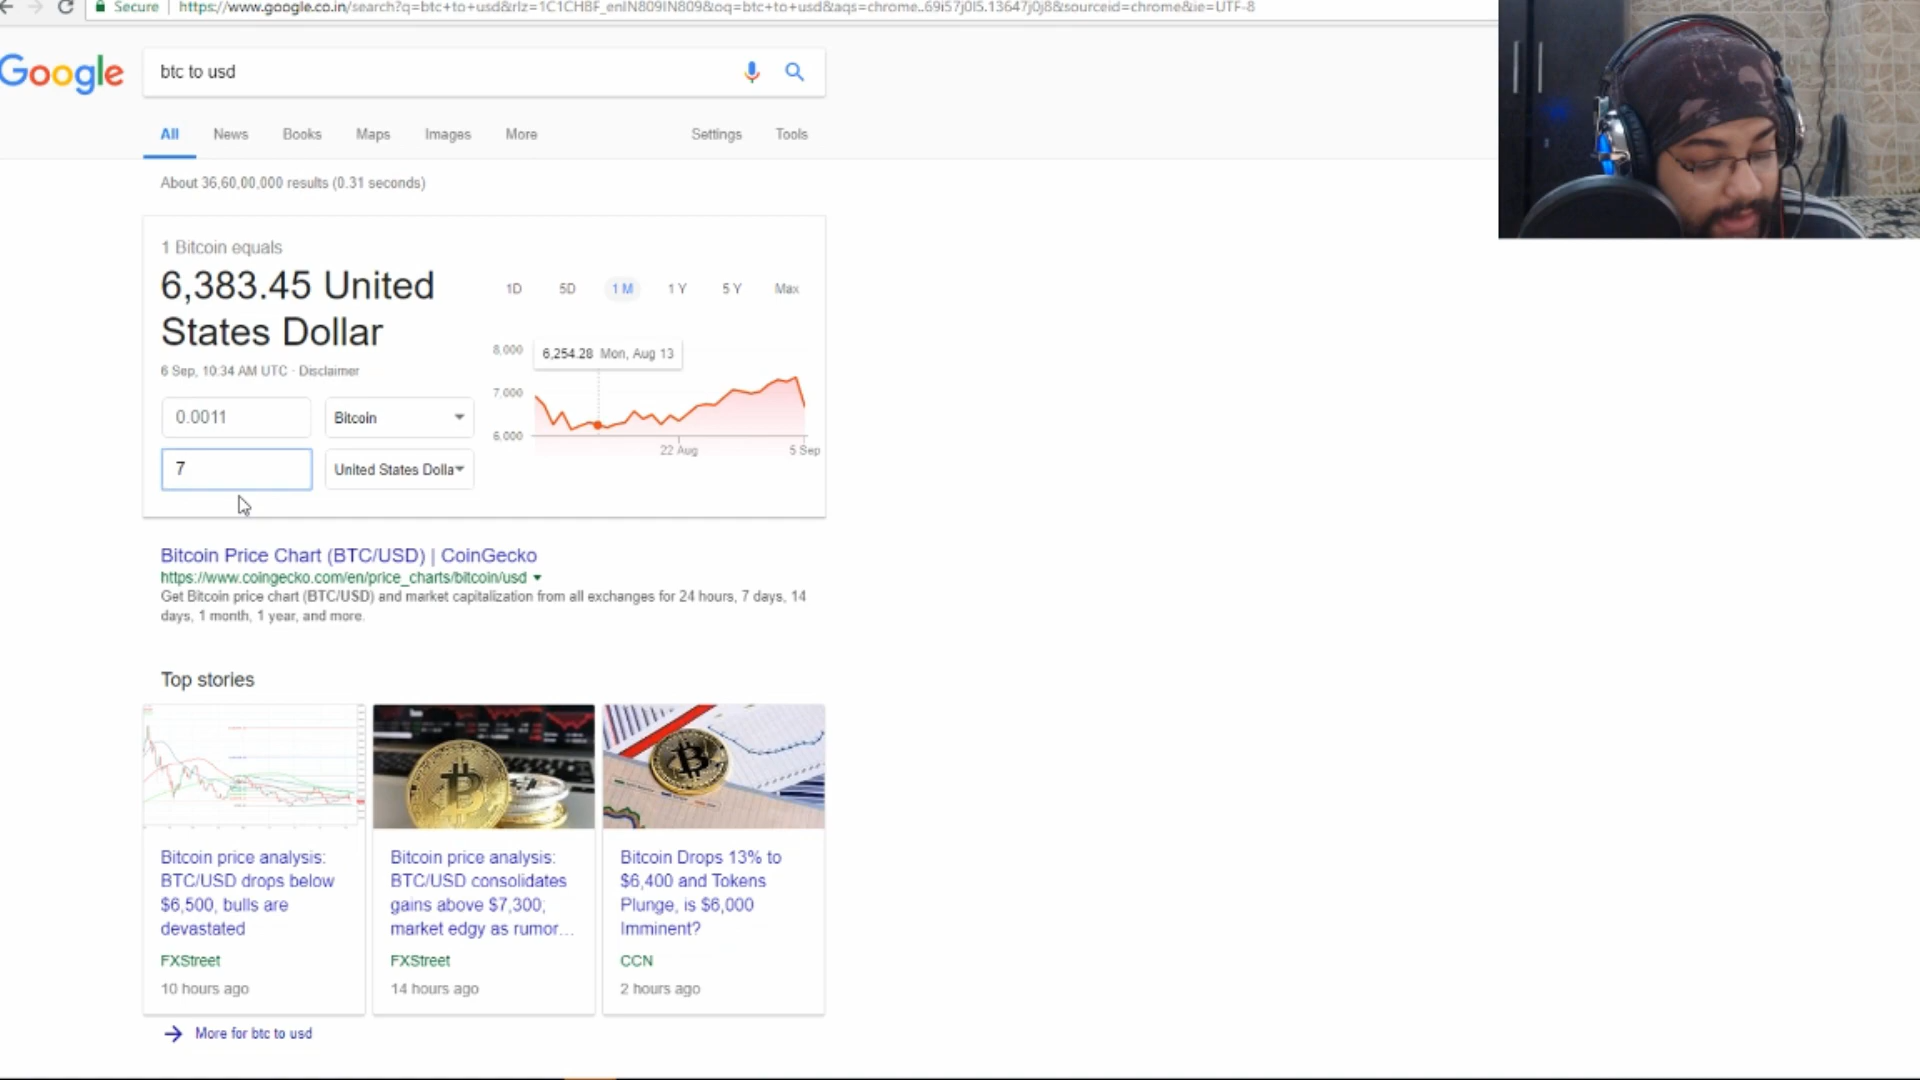 Secure https://www.google.co.in/search?q=btc+to+usd&rlz=1C1CHBF_enIN809IN809&oq=btc+to+usd&aqs=chrome..69i57j0l5.13647j0j8&sourceid=chrome&ie=UTF-8
Google
btc to usd
All News Books Maps Images More Settings Tools
About 36,60,00,000 results (0.31 seconds)
1 Bitcoin equals
6,383.45 United
States Dollar
6 Sep, 10:34 AM UTC · Disclaimer
0.0011 Bitcoin
7 United States Dolla
1D 5D 1M 1Y 5Y Max
8,000
6,254.28 Mon, Aug 13
7,000
6,000
22 Aug 5 Sep
Bitcoin Price Chart (BTC/USD) | CoinGecko
https://www.coingecko.com/en/price_charts/bitcoin/usd
Get Bitcoin price chart (BTC/USD) and market capitalization from all exchanges for 24 hours, 7 days, 14
days, 1 month, 1 year, and more.
Top stories
Bitcoin price analysis:
BTC/USD drops below
$6,500, bulls are
devastated
FXStreet
10 hours ago
Bitcoin price analysis:
BTC/USD consolidates
gains above $7,300;
market edgy as rumor...
FXStreet
14 hours ago
Bitcoin Drops 13% to
$6,400 and Tokens
Plunge, is $6,000
Imminent?
CCN
2 hours ago
More for btc to usd